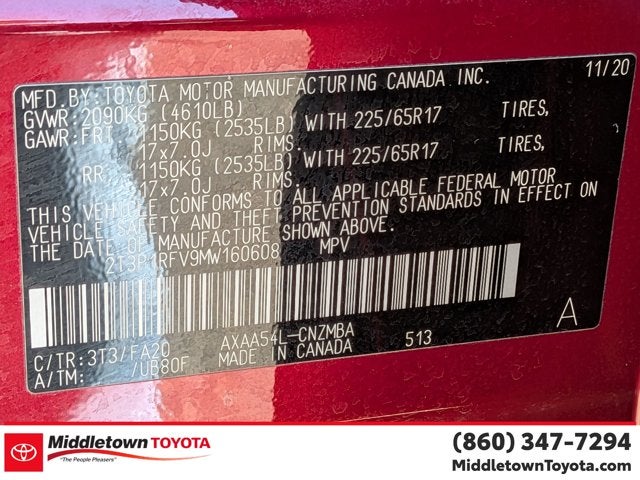 MFD. BY: TOYOTA MOTOR MANUFACTURING CANADA INC. 11/20
GVWR: 2090KG (4610LB)
GAWR: FRT 1150KG (2535LB) WITH 225/65R17 TIRES,
17x7.0J RIMS.
RR 1150KG (2535LB) WITH 225/65R17 TIRES,
17x7.0J RIMS.
THIS VEHICLE CONFORMS TO ALL APPLICABLE FEDERAL MOTOR
VEHICLE SAFETY AND THEFT PREVENTION STANDARDS IN EFFECT ON
THE DATE OF MANUFACTURE SHOWN ABOVE.
2T3P1RFV9MW160608 MPV
A
C/TR: 3T3/FA20 AXAA54L-CNZMBA 513
A/TM: /UB80F MADE IN CANADA
TOYOTA
Middletown TOYOTA
"The People Pleasers"
(860) 347-7294
MiddletownToyota.com